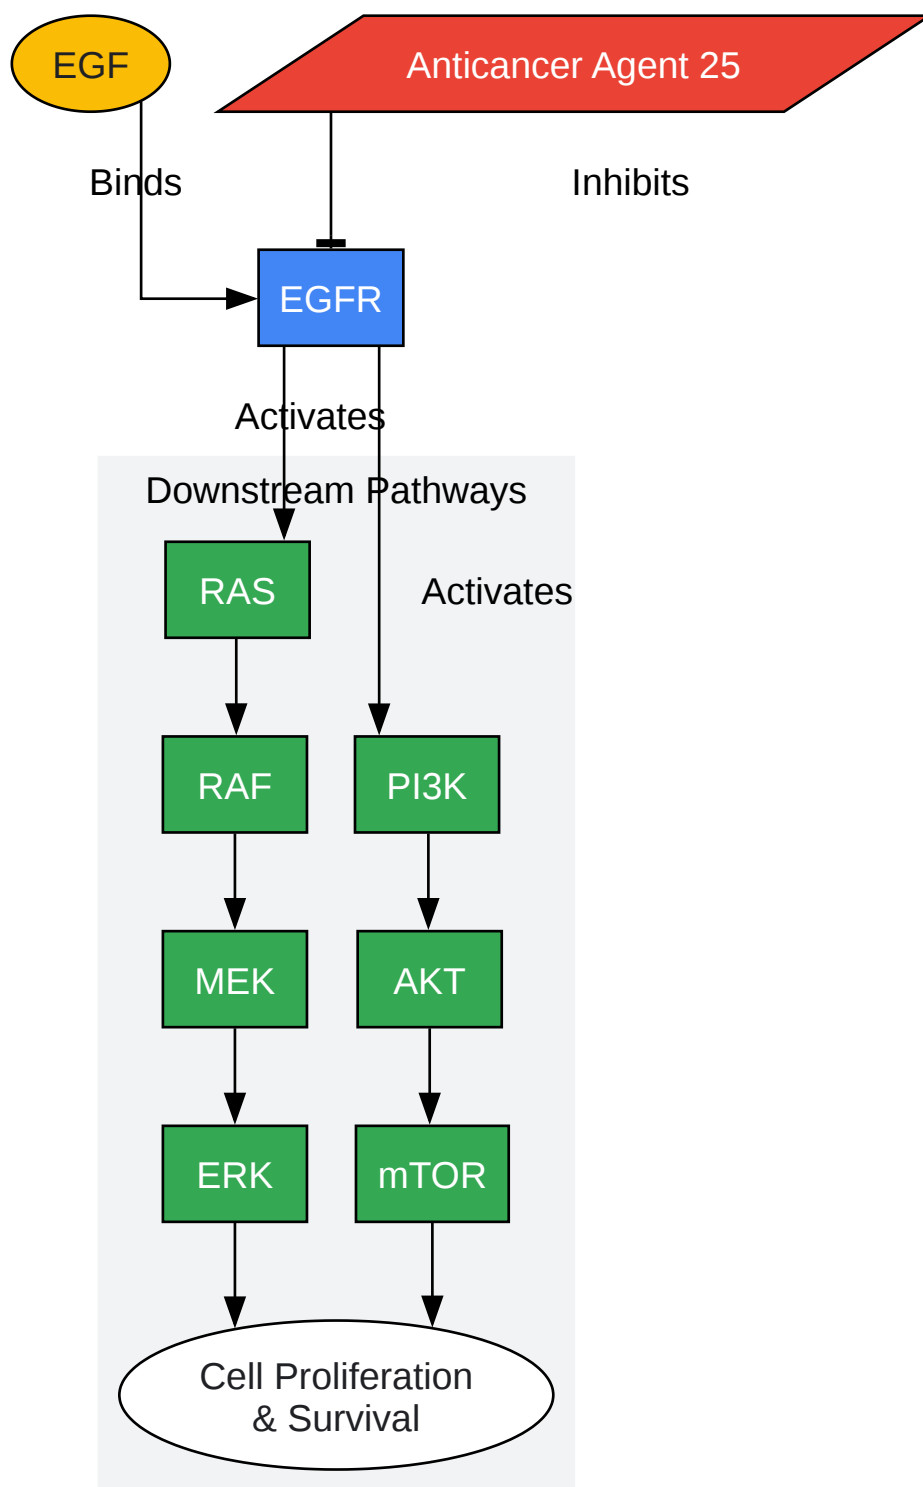 EGF
Anticancer Agent 25
Binds
Inhibits
EGFR
Activates
Downstream Pathways
RAS
Activates
RAF
PI3K
MEK
AKT
ERK
mTOR
Cell Proliferation
& Survival